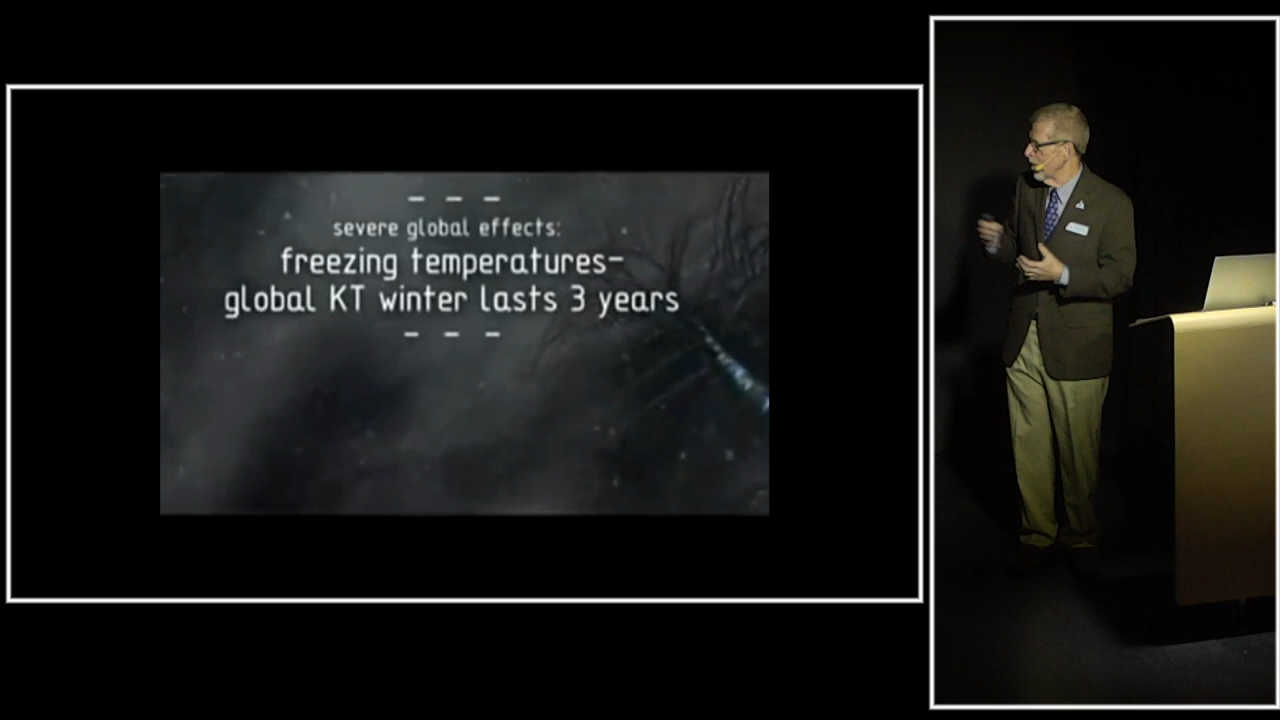 – – –
severe global effects:
freezing temperatures-
global KT winter lasts 3 years
– – –